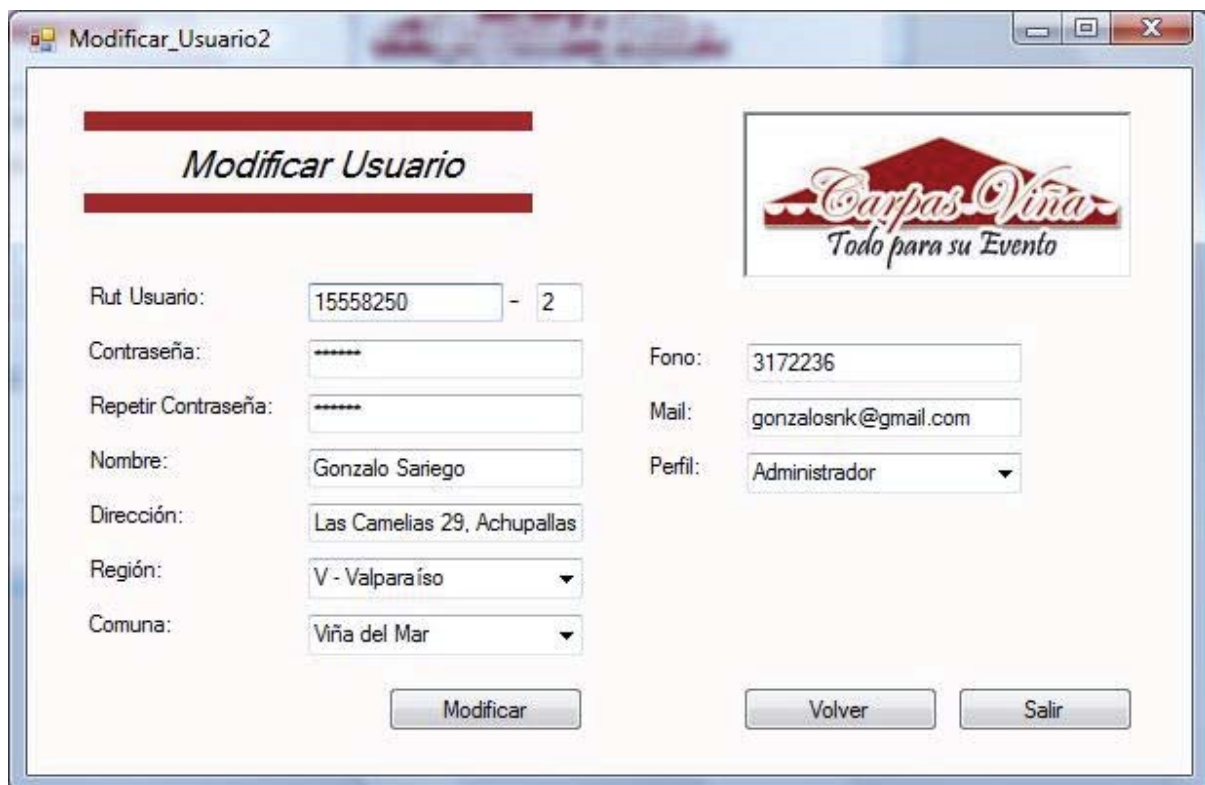 Modificar_Usuario2
Modificar Usuario
Carpas Viña
Todo para su Evento
Rut Usuario: 15558250 - 2
Contraseña: ******
Repetir Contraseña: ******
Nombre: Gonzalo Sariego
Dirección: Las Camelias 29, Achupallas
Región: V - Valparaíso
Comuna: Viña del Mar
Fono: 3172236
Mail: gonzalosnk@gmail.com
Perfil: Administrador
Modificar
Volver
Salir